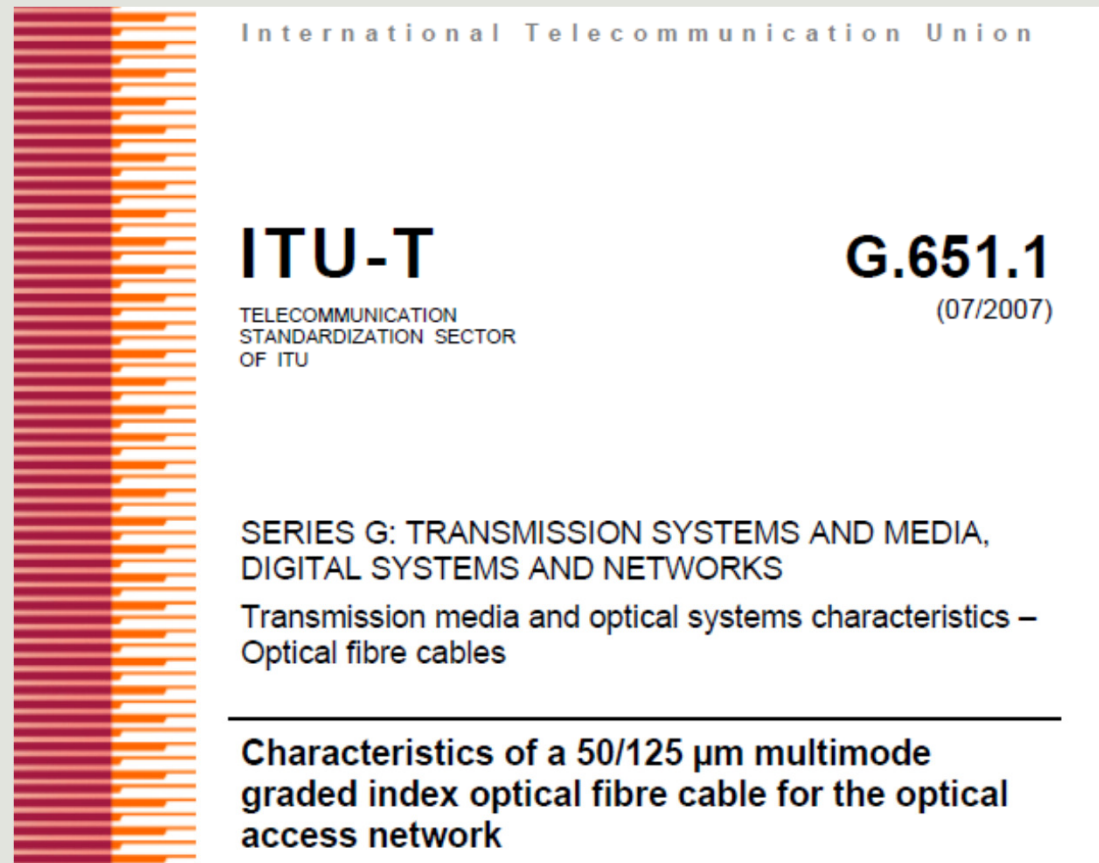 International Telecommunication Union
ITU-T
G.651.1
TELECOMMUNICATION
STANDARDIZATION SECTOR
OF ITU
(07/2007)
SERIES G: TRANSMISSION SYSTEMS AND MEDIA,
DIGITAL SYSTEMS AND NETWORKS
Transmission media and optical systems characteristics –
Optical fibre cables
Characteristics of a 50/125 µm multimode
graded index optical fibre cable for the optical
access network